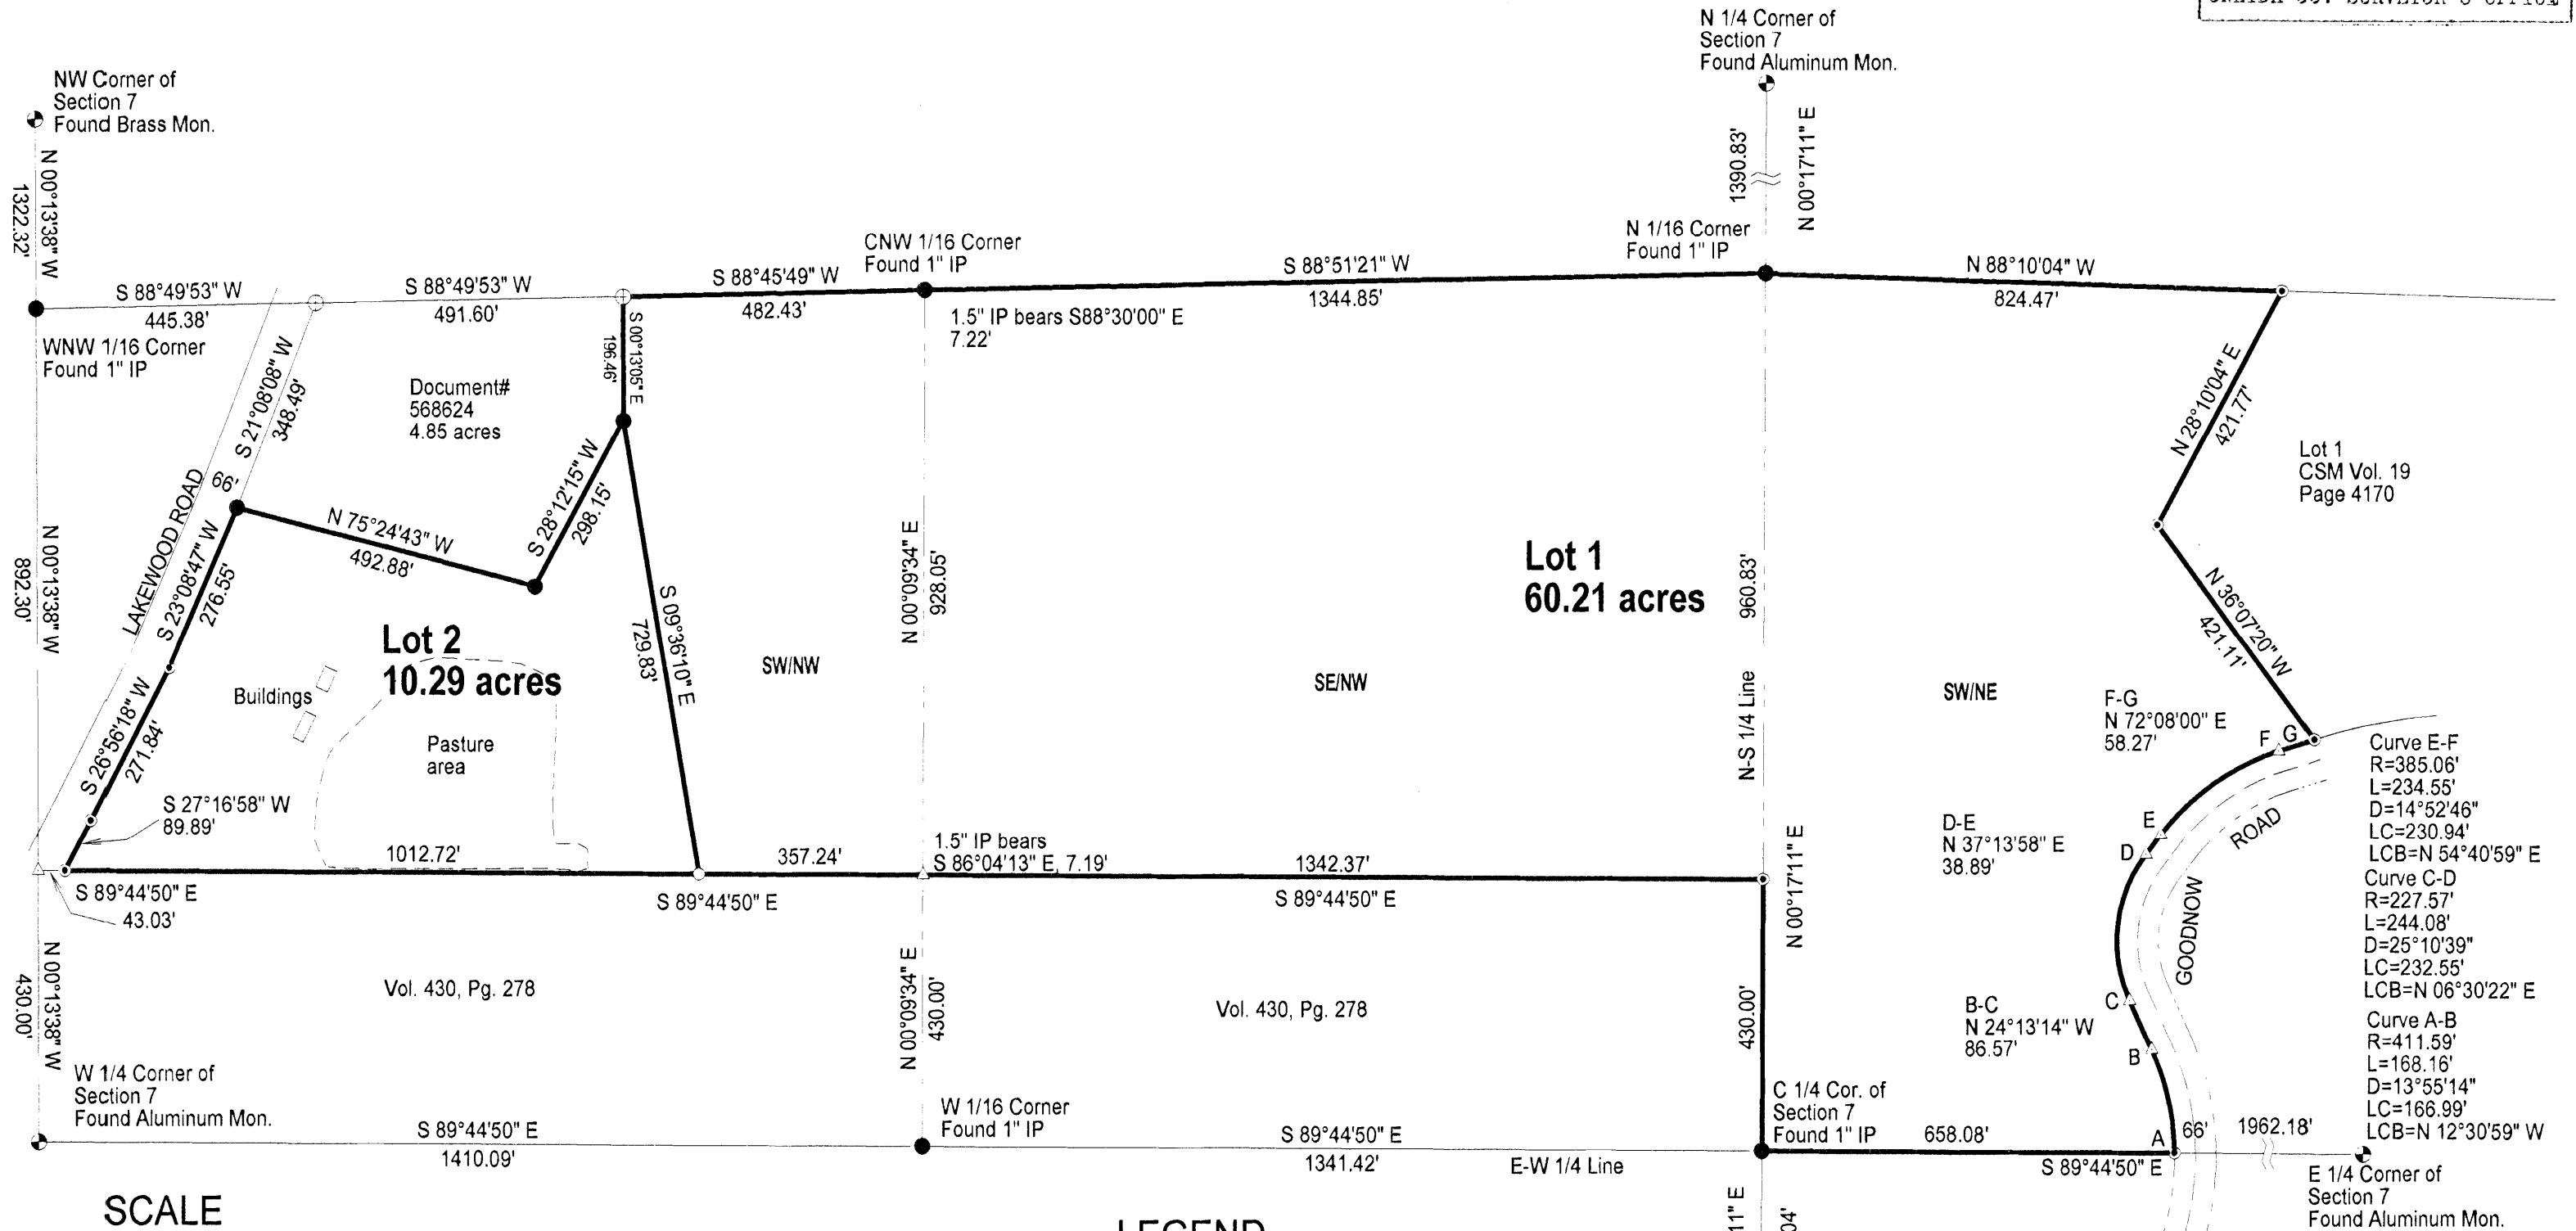 N 1/4 Corner of
Section 7
Found Aluminum Mon.
NW Corner of
Section 7
Found Brass Mon.
N 00°13'38" W
1322.32'
1390.83'
N 00°17'11" E
CNW 1/16 Corner
Found 1" IP
N 1/16 Corner
Found 1" IP
S 88°49'53" W
445.38'
S 88°49'53" W
491.60'
S 88°45'49" W
482.43'
S 88°51'21" W
1344.85'
N 88°10'04" W
824.47'
1.5" IP bears S88°30'00" E
7.22'
WNW 1/16 Corner
Found 1" IP
S 21°08'08" W
348.49'
Document#
568624
4.85 acres
S 00°13'05" E
196.46'
N 28°10'04" E
421.77'
Lot 1
CSM Vol. 19
Page 4170
LAKEWOOD ROAD
66'
N 75°24'43" W
492.88'
S 28°12'15" W
298.15'
S 23°08'47" W
276.55'
N 00°13'38" W
892.30'
N 00°09'34" E
928.05'
Lot 1
60.21 acres
960.83'
N 36°07'20" W
421.11'
Lot 2
10.29 acres
S 09°36'10" E
729.83'
SW/NW
SE/NW
N-S 1/4 Line
SW/NE
Buildings
Pasture
area
S 26°56'18" W
271.84'
S 27°16'58" W
89.89'
F-G
N 72°08'00" E
58.27'
F
G
Curve E-F
R=385.06'
L=234.55'
D=14°52'46"
LC=230.94'
LCB=N 54°40'59" E
Curve C-D
R=227.57'
L=244.08'
D=25°10'39"
LC=232.55'
LCB=N 06°30'22" E
Curve A-B
R=411.59'
L=168.16'
D=13°55'14"
LC=166.99'
LCB=N 12°30'59" W
E
D
D-E
N 37°13'58" E
38.89'
GOODNOW
ROAD
1012.72'
357.24'
1.5" IP bears
S 86°04'13" E, 7.19'
1342.37'
S 89°44'50" E
43.03'
S 89°44'50" E
S 89°44'50" E
N 00°17'11" E
N 00°13'38" W
430.00'
Vol. 430, Pg. 278
N 00°09'34" E
430.00'
Vol. 430, Pg. 278
430.00'
C
B-C
N 24°13'14" W
86.57'
B
W 1/4 Corner of
Section 7
Found Aluminum Mon.
W 1/16 Corner
Found 1" IP
C 1/4 Cor. of
Section 7
Found 1" IP
S 89°44'50" E
1410.09'
S 89°44'50" E
1341.42'
E-W 1/4 Line
658.08'
A
66'
1962.18'
S 89°44'50" E
E 1/4 Corner of
Section 7
Found Aluminum Mon.
SCALE
LEGEND
11" E
04'